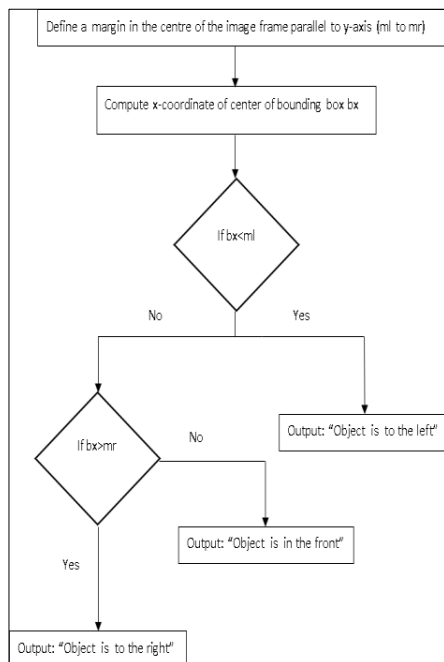 Define a margin in the centre of the image frame parallel to y-axis (ml to mr)
Compute x-coordinate of center of bounding box bx
If bx<ml
No
Yes
Output: "Object is to the left"
If bx>mr
No
Output: "Object is in the front"
Yes
Output: "Object is to the right"